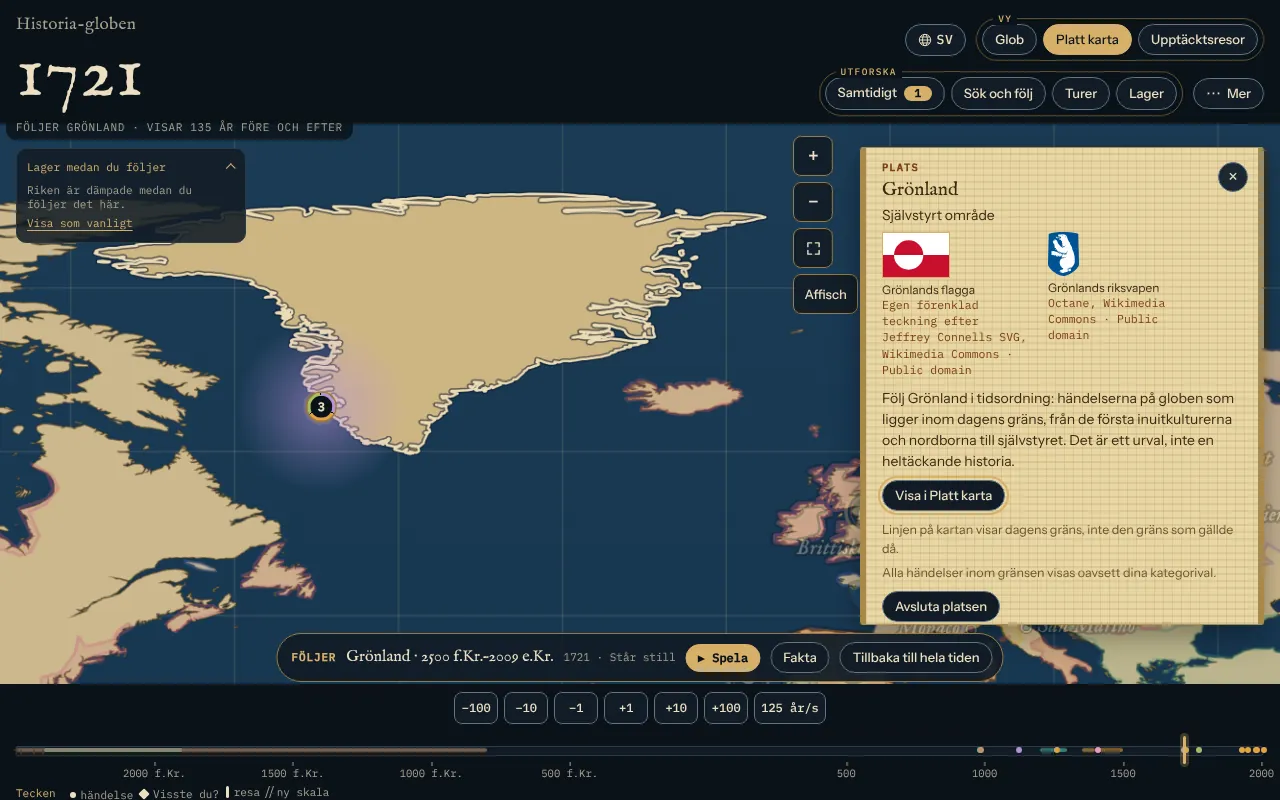 Historia-globen
1721
FÖLJER GRÖNLAND · VISAR 135 ÅR FÖRE OCH EFTER
SV
VY
Glob
Platt karta
Upptäcktsresor
UTFORSKA
Samtidigt 1
Sök och följ
Turer
Lager
··· Mer
Lager medan du följer
Riken är dämpade medan du
följer det här.
Visa som vanligt
+
−
Affisch
3
PLATS
Grönland
×
Självstyrt område
Grönlands flagga
Egen förenklad
teckning efter
Jeffrey Connells SVG,
Wikimedia Commons ·
Public domain
Grönlands riksvapen
Octane, Wikimedia
Commons · Public
domain
Följ Grönland i tidsordning: händelserna på globen som
ligger inom dagens gräns, från de första inuitkulturerna
och nordborna till självstyret. Det är ett urval, inte en
heltäckande historia.
Visa i Platt karta
Linjen på kartan visar dagens gräns, inte den gräns som gällde
då.
Alla händelser inom gränsen visas oavsett dina kategorival.
Avsluta platsen
FÖLJER Grönland · 2500 f.Kr.–2009 e.Kr. 1721 · Står still
▶ Spela
Fakta
Tillbaka till hela tiden
−100
−10
−1
+1
+10
+100
125 år/s
2000 f.Kr.
1500 f.Kr.
1000 f.Kr.
500 f.Kr.
500
1000
1500
2000
Tecken
händelse
Visste du?
resa
// ny skala